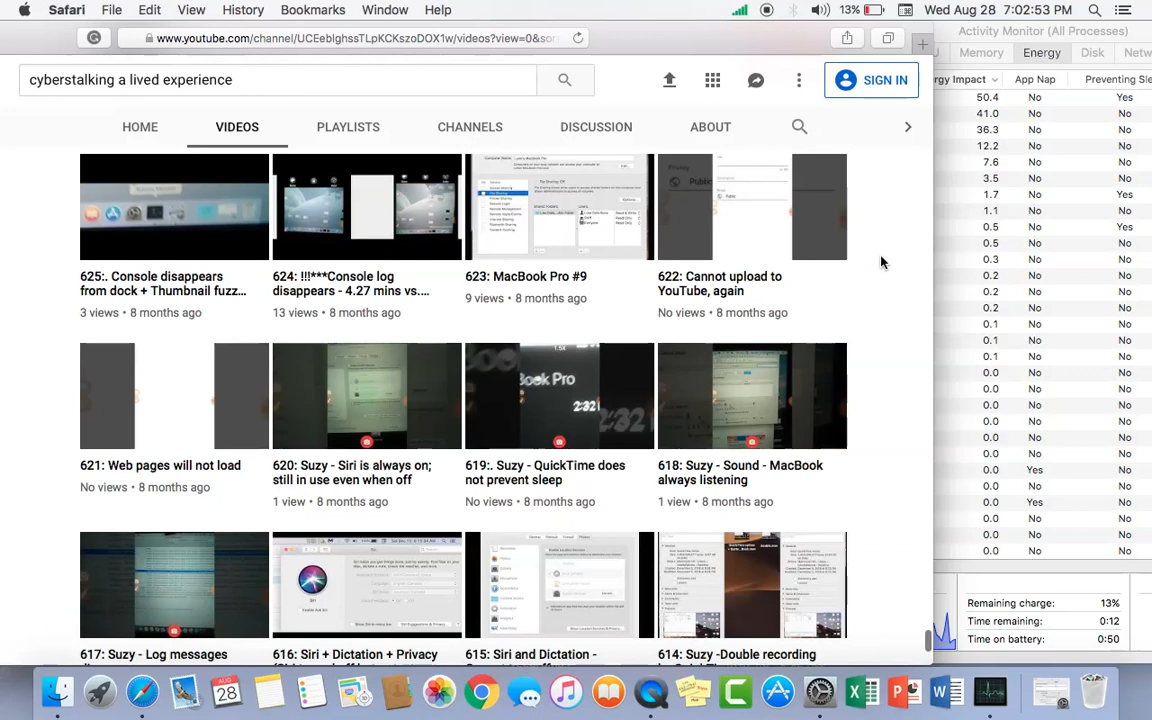 Safari File Edit View History Bookmarks Window Help 13% Wed Aug 28 7:02:53 PM
www.youtube.com/channel/UCEeblghssTLpKCKszoDOX1w/videos?view=0&sor
Activity Monitor (All Processes)
Memory Energy Disk Netw
cyberstalking a lived experience
SIGN IN
rgy Impact App Nap Preventing Sle
HOME VIDEOS PLAYLISTS CHANNELS DISCUSSION ABOUT
50.4 No Yes
41.0 No No
36.3 No No
12.2 No No
7.6 No No
3.5 No No
1.7 No Yes
1.1 No No
0.5 No Yes
0.5 No No
0.3 No No
0.2 No No
0.2 No No
0.2 No No
0.1 No No
0.1 No No
0.1 No No
0.0 No No
0.0 No No
0.0 No No
0.0 No No
0.0 No No
0.0 No No
0.0 Yes No
0.0 No No
0.0 Yes No
0.0 No No
0.0 No No
0.0 No No
625:. Console disappears
from dock + Thumbnail fuzz...
3 views • 8 months ago
624: !!!***Console log
disappears - 4.27 mins vs....
13 views • 8 months ago
623: MacBook Pro #9
9 views • 8 months ago
622: Cannot upload to
YouTube, again
No views • 8 months ago
Book Pro
2:32
621: Web pages will not load
No views • 8 months ago
620: Suzy - Siri is always on;
still in use even when off
1 view • 8 months ago
619:. Suzy - QuickTime does
not prevent sleep
No views • 8 months ago
618: Suzy - Sound - MacBook
always listening
1 view • 8 months ago
617: Suzy - Log messages
616: Siri + Dictation + Privacy
615: Siri and Dictation -
614: Suzy -Double recording
Remaining charge: 13%
Time remaining: 0:12
Time on battery: 0:50